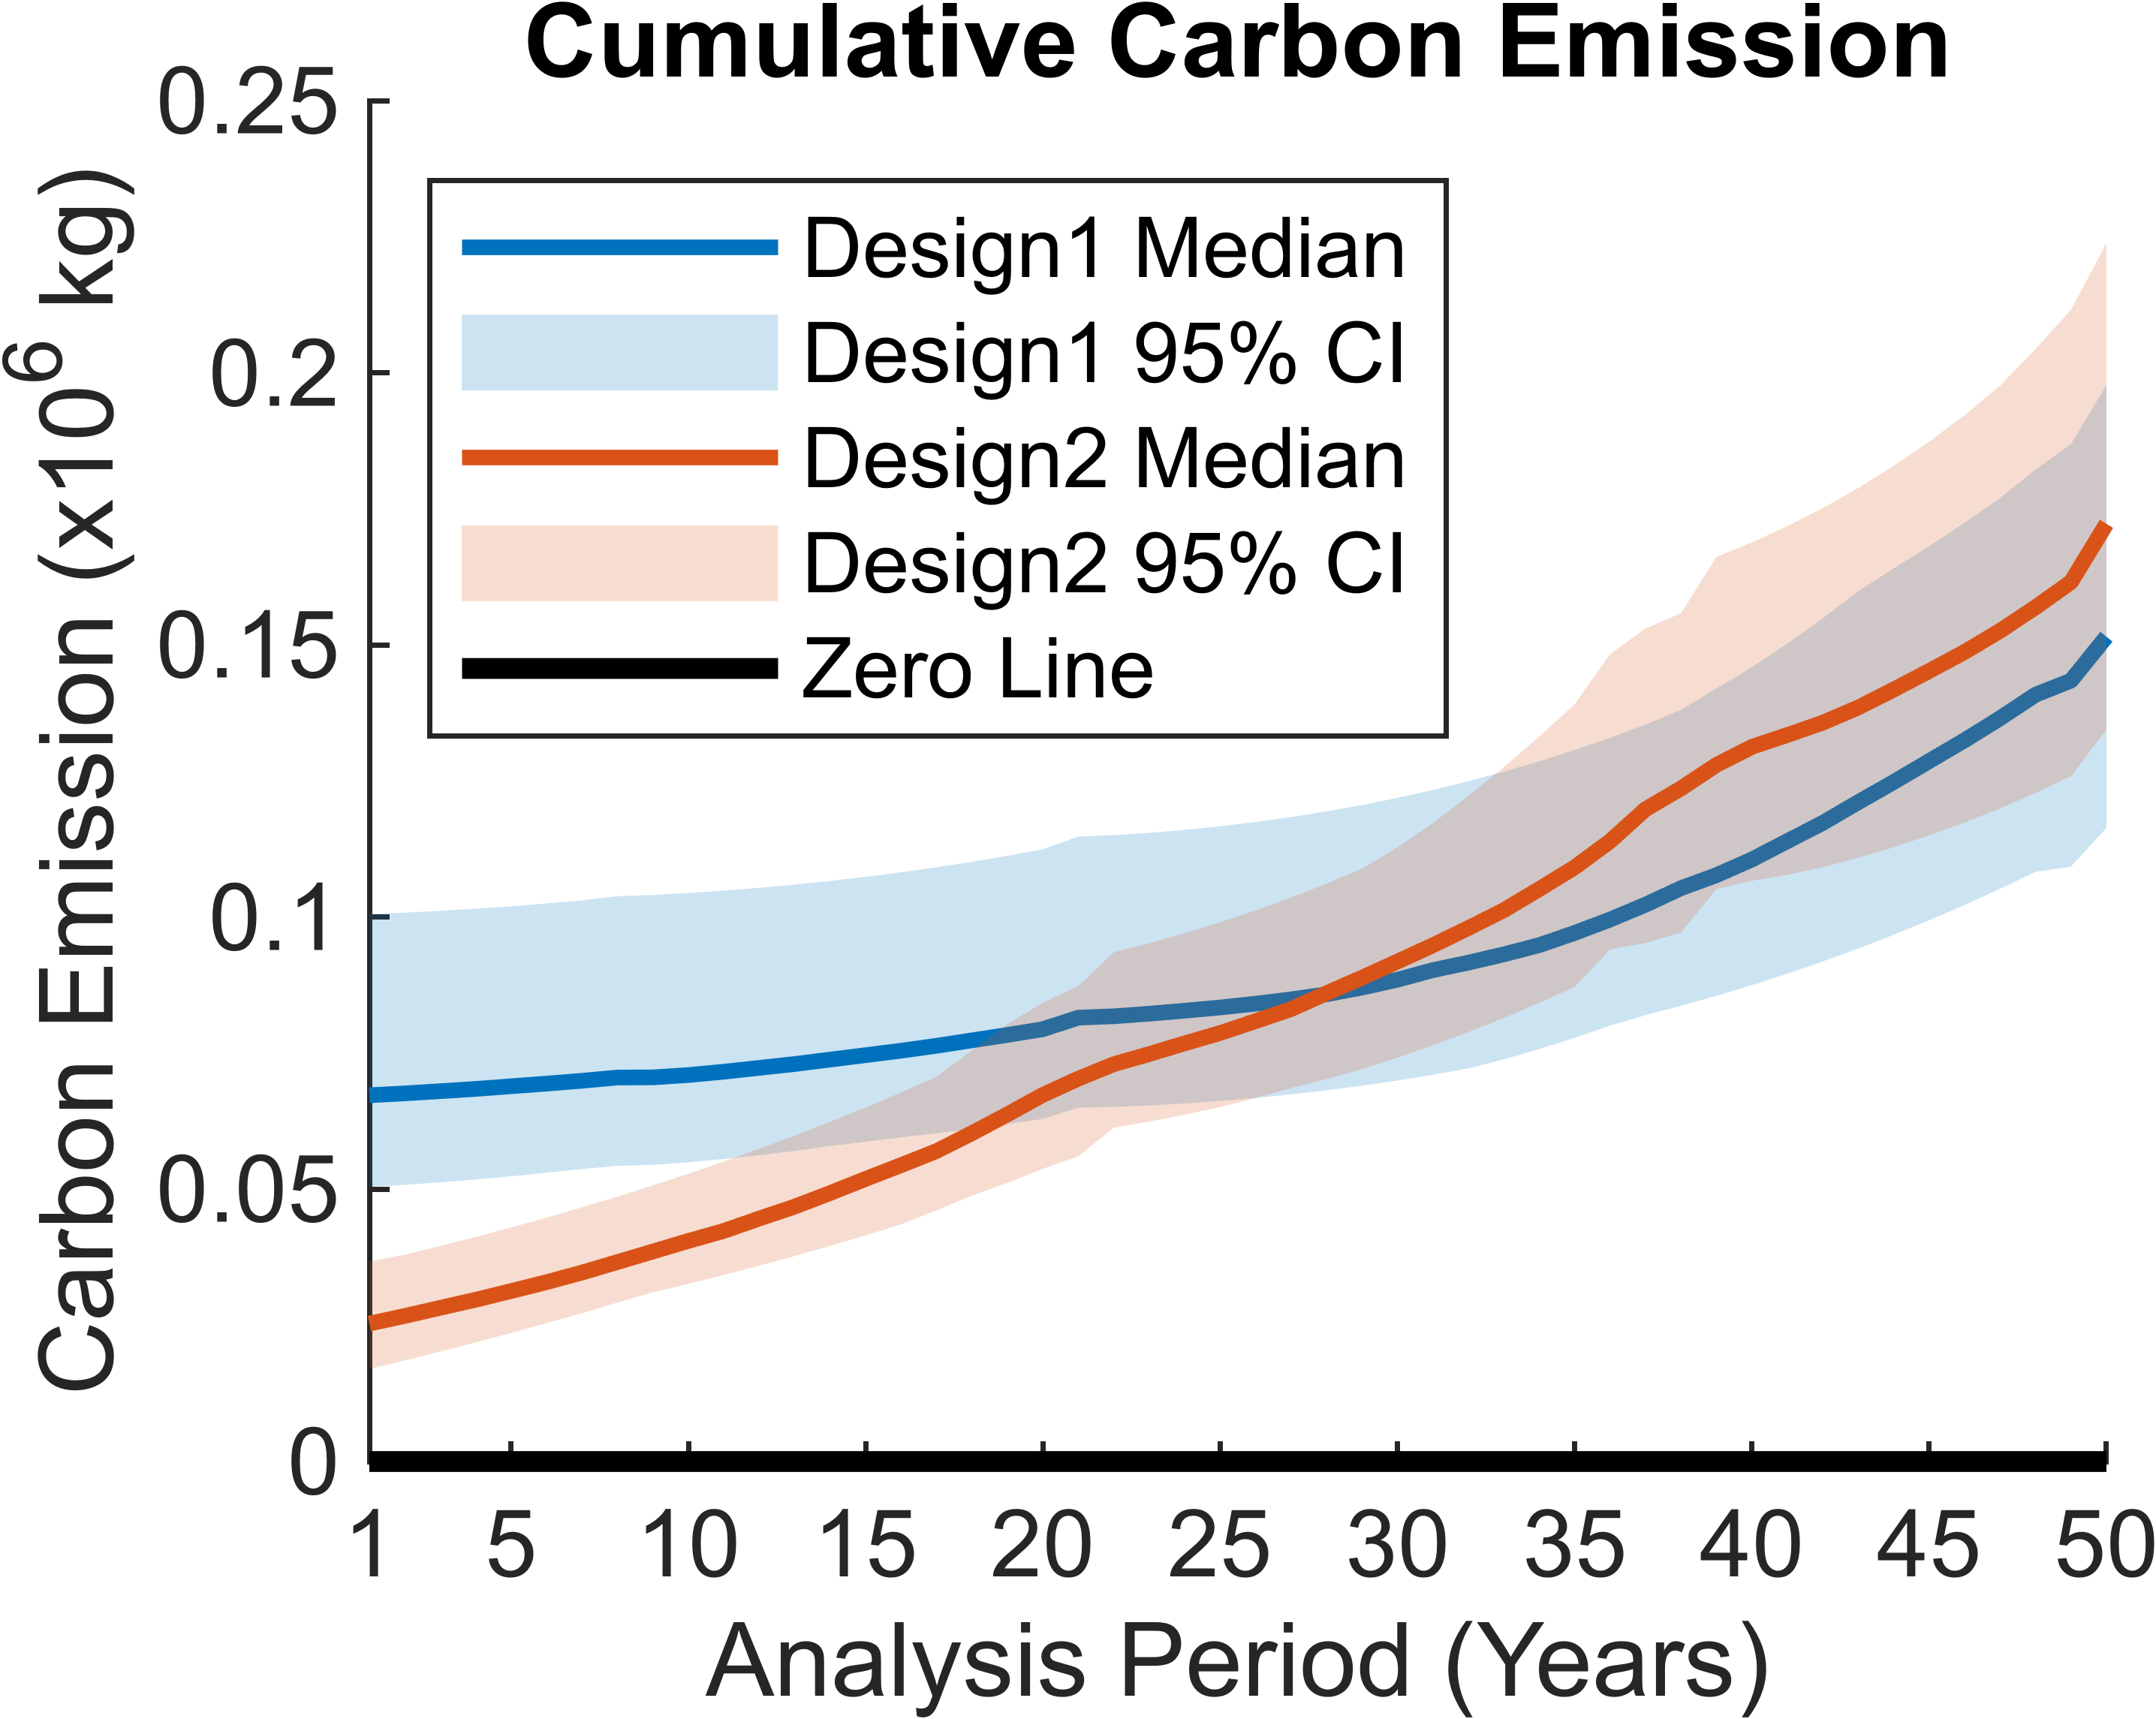 Cumulative Carbon Emission
Carbon Emission (x10⁶ kg)
0.25
0.2
0.15
0.1
0.05
0
Design1 Median
Design1 95% CI
Design2 Median
Design2 95% CI
Zero Line
1 5 10 15 20 25 30 35 40 45 50
Analysis Period (Years)